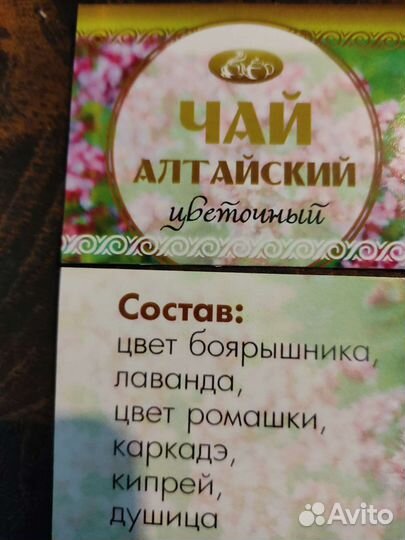 ЧАЙ
АЛТАЙСКИЙ
цветочный
Состав:
цвет боярышника,
лаванда,
цвет ромашки,
каркадэ,
кипрей,
душица
Avito